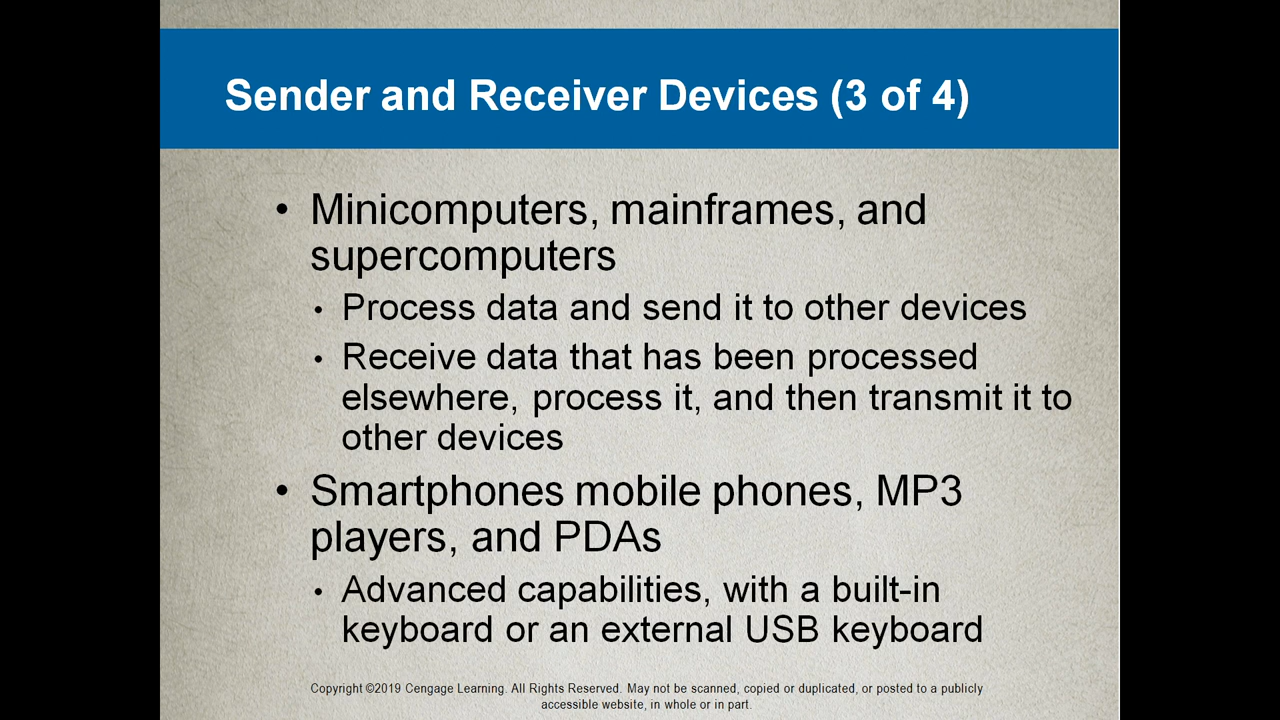 Sender and Receiver Devices (3 of 4)
• Minicomputers, mainframes, and
supercomputers
• Process data and send it to other devices
• Receive data that has been processed
elsewhere, process it, and then transmit it to
other devices
• Smartphones mobile phones, MP3
players, and PDAs
• Advanced capabilities, with a built-in
keyboard or an external USB keyboard
Copyright ©2019 Cengage Learning. All Rights Reserved. May not be scanned, copied or duplicated, or posted to a publicly
accessible website, in whole or in part.